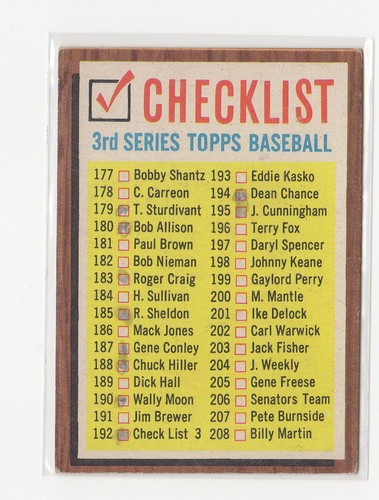 CHECKLIST
3rd SERIES TOPPS BASEBALL
177 Bobby Shantz
178 C. Carreon
179 T. Sturdivant
180 Bob Allison
181 Paul Brown
182 Bob Nieman
183 Roger Craig
184 H. Sullivan
185 R. Sheldon
186 Mack Jones
187 Gene Conley
188 Chuck Hiller
189 Dick Hall
190 Wally Moon
191 Jim Brewer
192 Check List 3
193 Eddie Kasko
194 Dean Chance
195 J. Cunningham
196 Terry Fox
197 Daryl Spencer
198 Johnny Keane
199 Gaylord Perry
200 M. Mantle
201 Ike Delock
202 Carl Warwick
203 Jack Fisher
204 J. Weekly
205 Gene Freese
206 Senators Team
207 Pete Burnside
208 Billy Martin